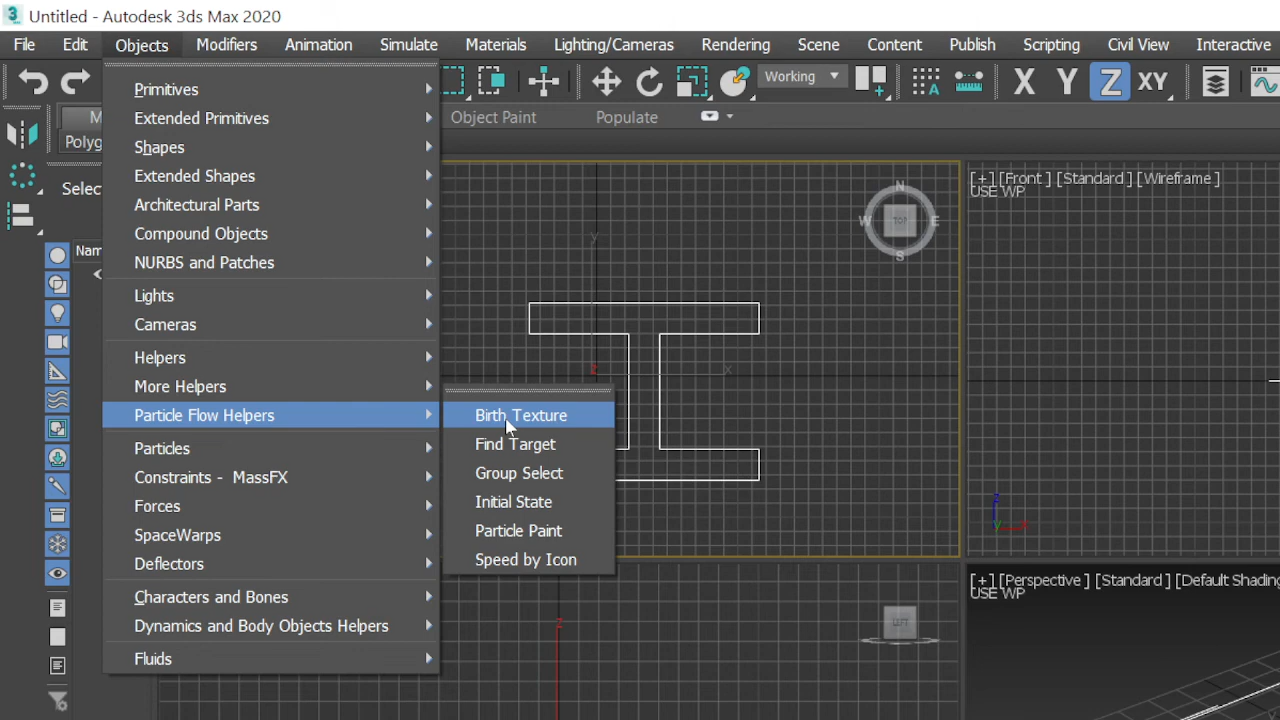 Untitled - Autodesk 3ds Max 2020
File Edit Objects Modifiers Animation Simulate Materials Lighting/Cameras Rendering Scene Content Publish Scripting Civil View Interactive
Working
X Y Z XY
M Object Paint Populate
Polyg
Selec
Nam
Primitives
Extended Primitives
Shapes
Extended Shapes
Architectural Parts
Compound Objects
NURBS and Patches
Lights
Cameras
Helpers
More Helpers
Particle Flow Helpers
Particles
Constraints - MassFX
Forces
SpaceWarps
Deflectors
Characters and Bones
Dynamics and Body Objects Helpers
Fluids
Birth Texture
Find Target
Group Select
Initial State
Particle Paint
Speed by Icon
N
W TOP E
S
y
z x
[+] [Front ] [Standard ] [Wireframe ]
USE WP
z
y x
z
LEFT
[+] [Perspective ] [Standard ] [Default Shading
USE WP